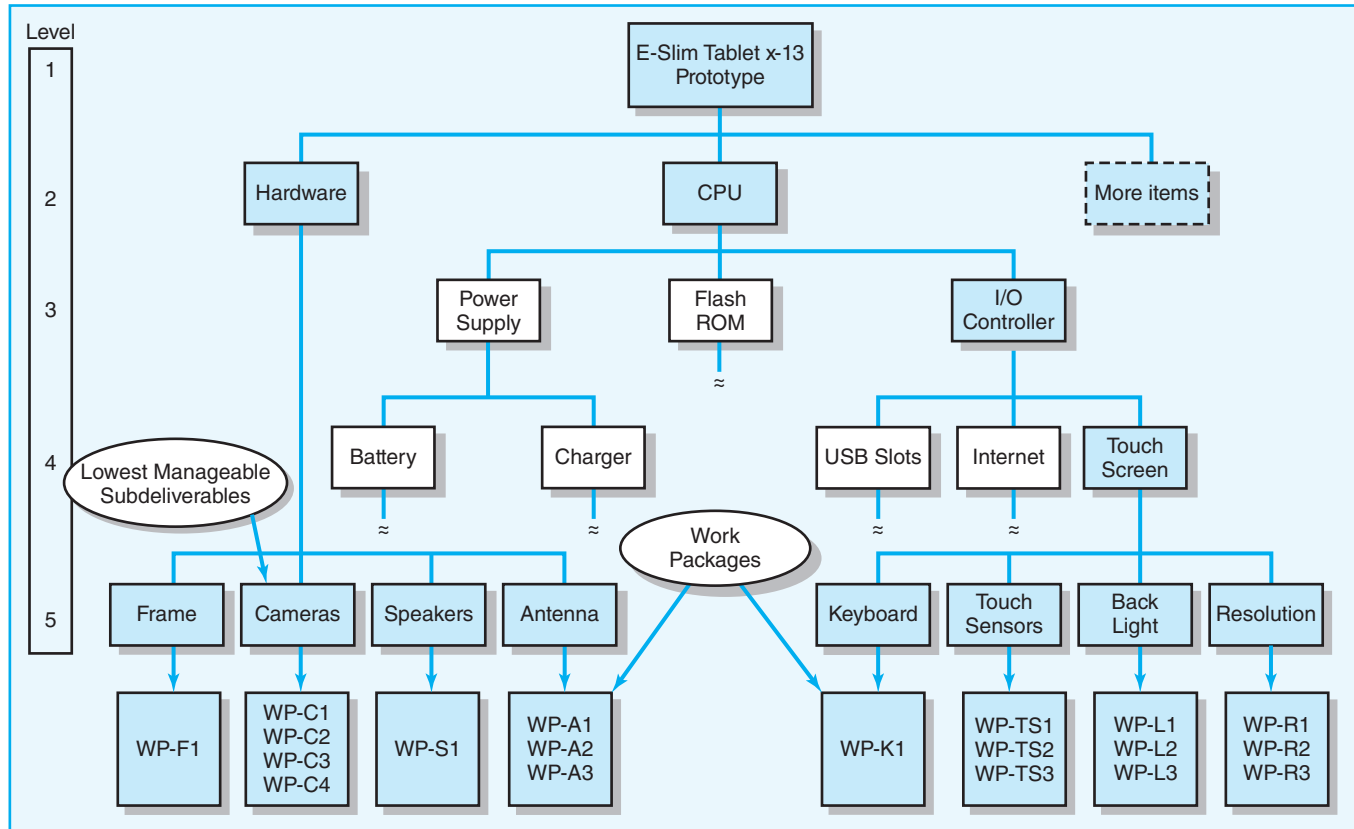 Level
1
E-Slim Tablet x-13
Prototype
2
Hardware
CPU
More items
3
Power
Supply
Flash
ROM
I/O
Controller
≈
4
Lowest Manageable
Subdeliverables
Battery
Charger
USB Slots
Internet
Touch
Screen
≈
≈
≈
≈
Work
Packages
5
Frame
Cameras
Speakers
Antenna
Keyboard
Touch
Sensors
Back
Light
Resolution
WP-F1
WP-C1
WP-C2
WP-C3
WP-C4
WP-S1
WP-A1
WP-A2
WP-A3
WP-K1
WP-TS1
WP-TS2
WP-TS3
WP-L1
WP-L2
WP-L3
WP-R1
WP-R2
WP-R3